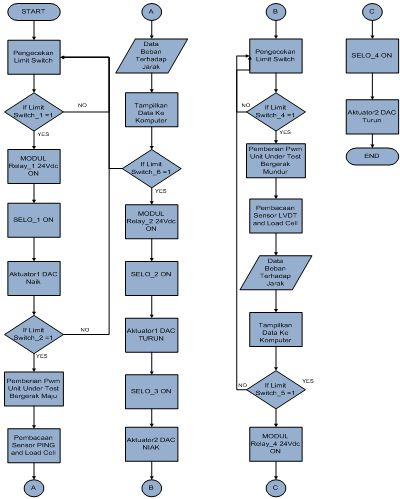 START
Pengecekan
Limit Switch
If Limit
Switch_1 =1
NO
YES
MODUL
Relay_1 24Vdc
ON
SELO_1 ON
Aktuator1 DAC
Naik
If Limit
Switch_2 =1
NO
YES
Pemberian Pwm
Unit Under Test
Bergerak Maju
Pembacaan
Sensor PING
and Load Cell
A
A
Data
Beban
Terhadap
Jarak
Tampilkan
Data Ke
Komputer
If Limit
Switch_6 =1
MODUL
Relay_2 24Vdc
ON
SELO_2 ON
Aktuator1 DAC
TURUN
SELO_3 ON
Aktuator2 DAC
NIAK
B
B
Pengecekan
Limit Switch
If Limit
Switch_4 =1
NO
YES
Pemberian Pwm
Unit Under Test
Bergerak
Mundur
Pembacaan
Sensor LVDT
and Load Cell
Data
Beban
Terhadap
Jarak
Tampilkan
Data Ke
Komputer
If Limit
Switch_5 =1
NO
YES
MODUL
Relay_4 24Vdc
ON
C
C
SELO_4 ON
Aktuator2 DAC
Turun
END